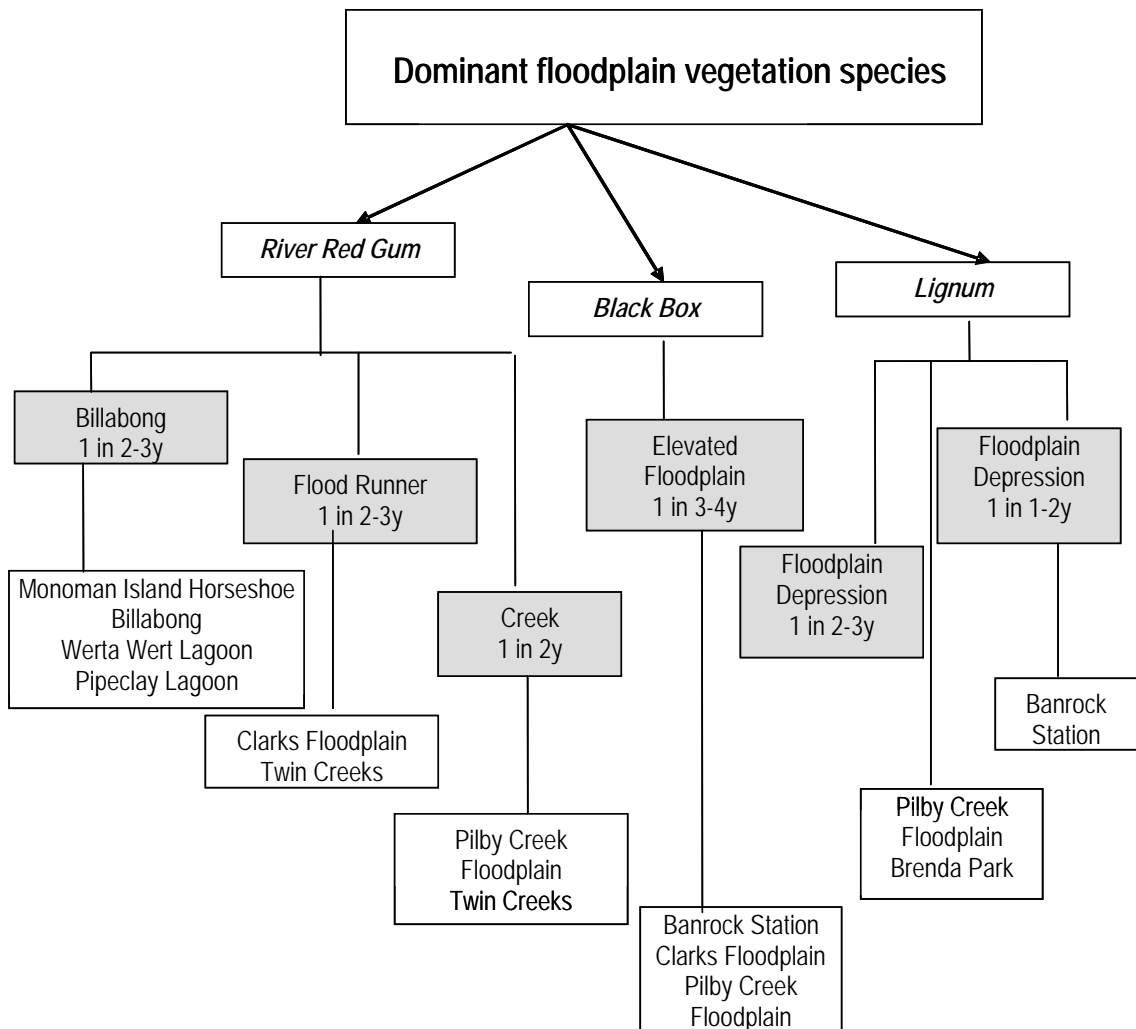 Dominant floodplain vegetation species
River Red Gum
Black Box
Lignum
Billabong
1 in 2-3y
Flood Runner
1 in 2-3y
Creek
1 in 2y
Elevated
Floodplain
1 in 3-4y
Floodplain
Depression
1 in 2-3y
Floodplain
Depression
1 in 1-2y
Monoman Island Horseshoe
Billabong
Werta Wert Lagoon
Pipeclay Lagoon
Clarks Floodplain
Twin Creeks
Pilby Creek
Floodplain
Twin Creeks
Banrock Station
Clarks Floodplain
Pilby Creek
Floodplain
Pilby Creek
Floodplain
Brenda Park
Banrock
Station